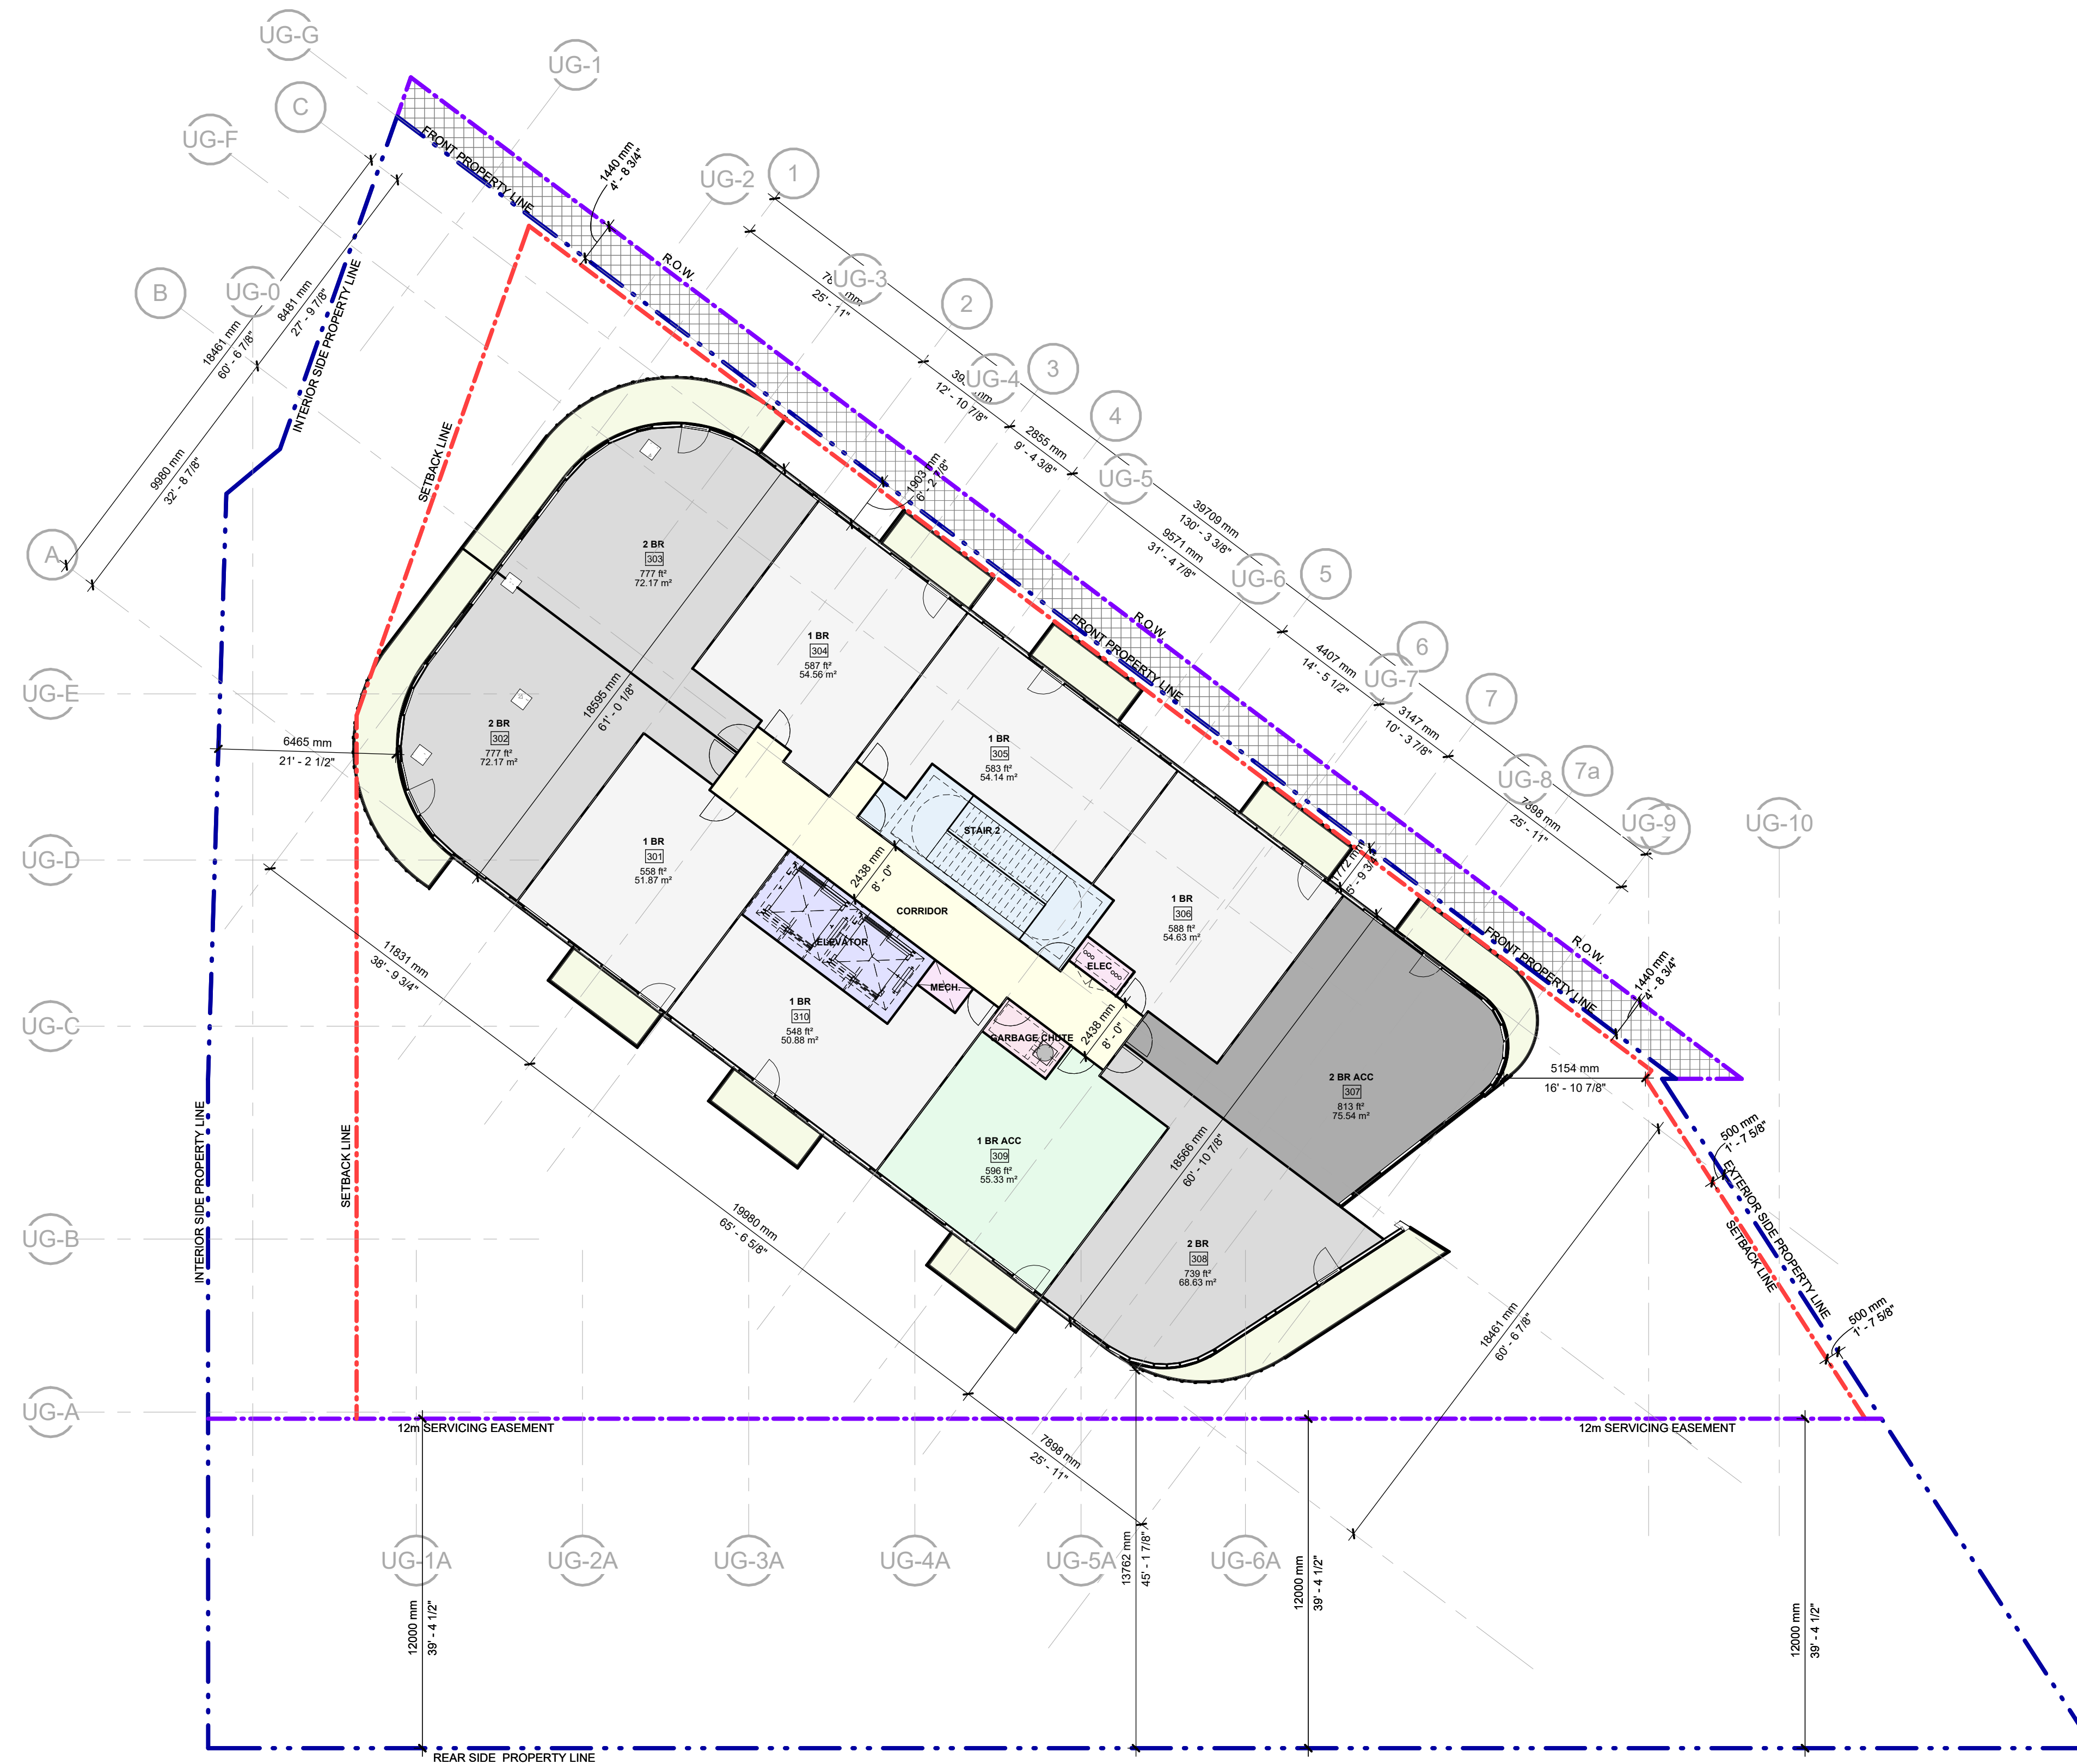 UG-G
UG-1
C
UG-F
UG-2
1
B
UG-0
UG-3
2
UG-4
3
4
UG-5
A
UG-6
5
6
UG-7
7
UG-8
7a
UG-9
UG-10
UG-E
UG-D
UG-C
UG-B
UG-A
UG-1A
UG-2A
UG-3A
UG-4A
UG-5A
UG-6A
FRONT PROPERTY LINE
1440 mm
4' - 8 3/4"
R.O.W.
18461 mm
60' - 6 7/8"
8481 mm
27' - 9 7/8"
9980 mm
32' - 8 7/8"
INTERIOR SIDE PROPERTY LINE
SETBACK LINE
25' - 11"
12' - 10 7/8"
2855 mm
9' - 4 3/8"
39709 mm
130' - 3 3/8"
9571 mm
31' - 4 7/8"
4407 mm
14' - 5 1/2"
3147 mm
10' - 3 7/8"
7898 mm
25' - 11"
1903 mm
R.O.W.
FRONT PROPERTY LINE
2 BR
303
777 ft²
72.17 m²
1 BR
304
587 ft²
54.56 m²
2 BR
302
777 ft²
72.17 m²
18595 mm
61' - 0 1/8"
6465 mm
21' - 2 1/2"
1 BR
305
583 ft²
54.14 m²
STAIR 2
1 BR
301
558 ft²
51.87 m²
2438 mm
8' - 0"
CORRIDOR
ELEVATOR
1 BR
306
588 ft²
54.63 m²
1772 mm
5' - 9 3/4"
ELEC
MECH.
1 BR
310
548 ft²
50.88 m²
GARBAGE CHUTE
2438 mm
8' - 0"
2 BR ACC
307
813 ft²
75.54 m²
FRONT PROPERTY LINE
R.O.W.
1440 mm
4' - 8 3/4"
5154 mm
16' - 10 7/8"
1 BR ACC
309
596 ft²
55.33 m²
18566 mm
60' - 10 7/8"
2 BR
308
739 ft²
68.63 m²
11831 mm
38' - 9 3/4"
19980 mm
65' - 6 5/8"
7898 mm
25' - 11"
18461 mm
60' - 6 7/8"
500 mm
1' - 7 5/8"
EXTERIOR SIDE PROPERTY LINE
SETBACK LINE
500 mm
1' - 7 5/8"
INTERIOR SIDE PROPERTY LINE
SETBACK LINE
12m SERVICING EASEMENT
12m SERVICING EASEMENT
12000 mm
39' - 4 1/2"
13762 mm
45' - 1 7/8"
12000 mm
39' - 4 1/2"
12000 mm
39' - 4 1/2"
REAR SIDE PROPERTY LINE